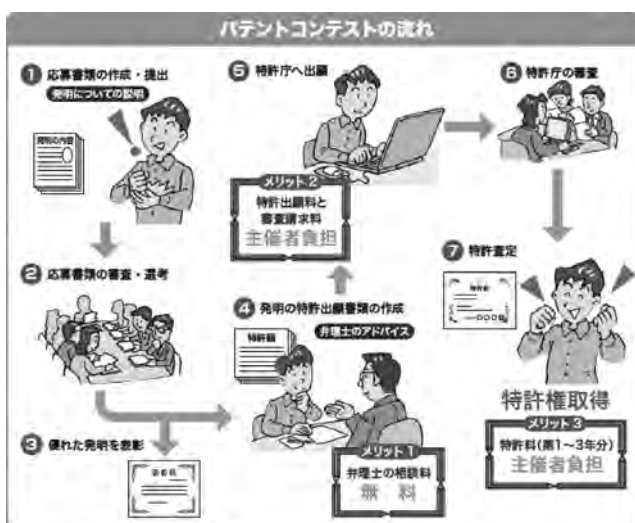 パテントコンテストの流れ
1 応募書類の作成・提出
発明についての説明
発明の内容
2 応募書類の審査・選考
3 優れた発明を表彰
表彰状
4 発明の特許出願書類の作成
弁理士のアドバイス
特許願
メリット 1
弁理士の相談料
無 料
5 特許庁へ出願
メリット 2
特許出願料と
審査請求料
主催者負担
6 特許庁の審査
7 特許査定
特許証
特許権取得
メリット 3
特許料(第1～3年分)
主催者負担